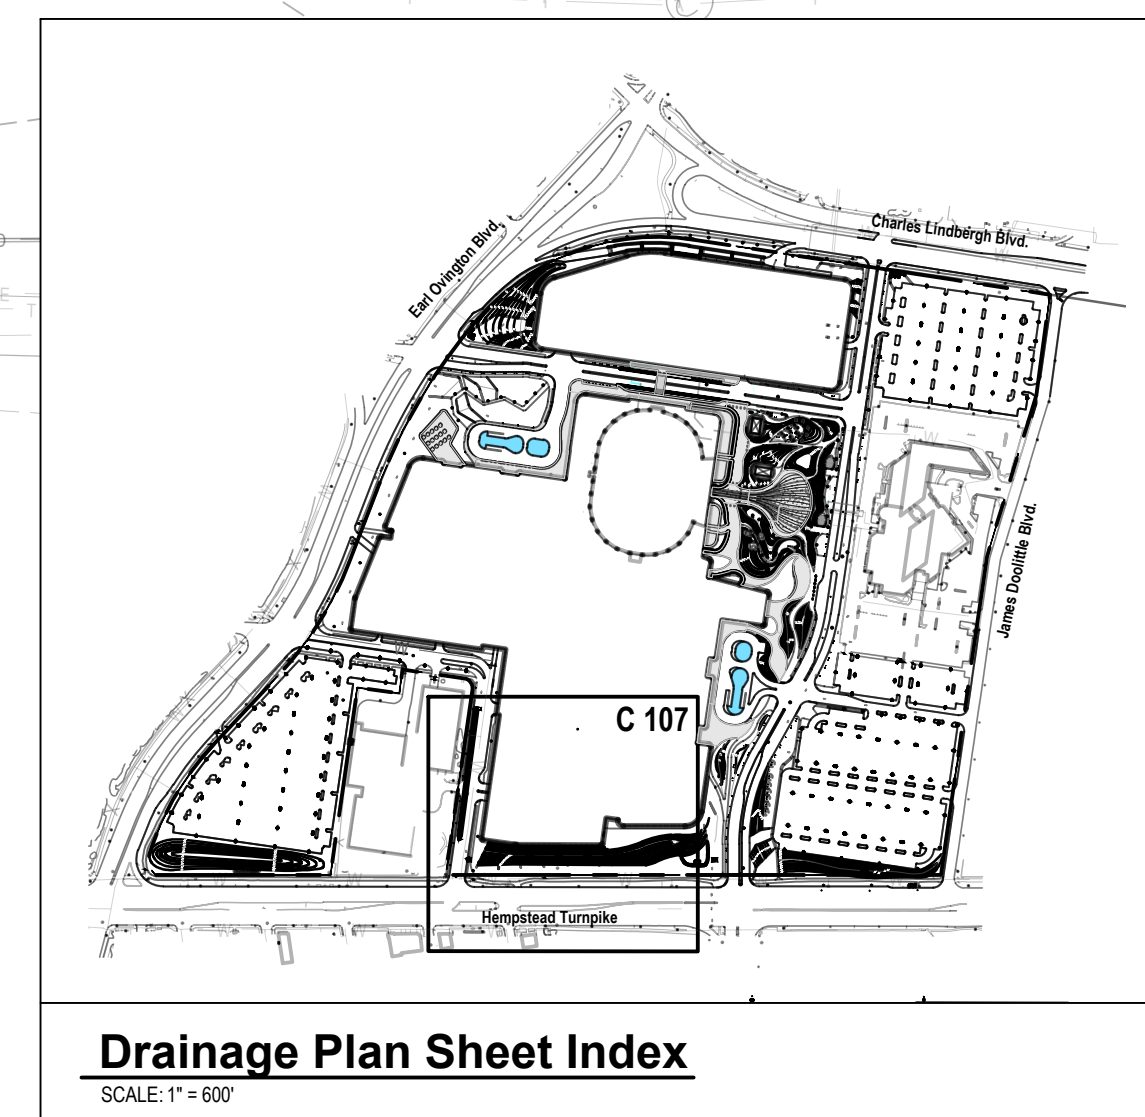 Charles Lindbergh Blvd.
Earl Ovington Blvd.
James Doolittle Blvd.
C 107
Hempstead Turnpike
Drainage Plan Sheet Index
SCALE: 1" = 600'